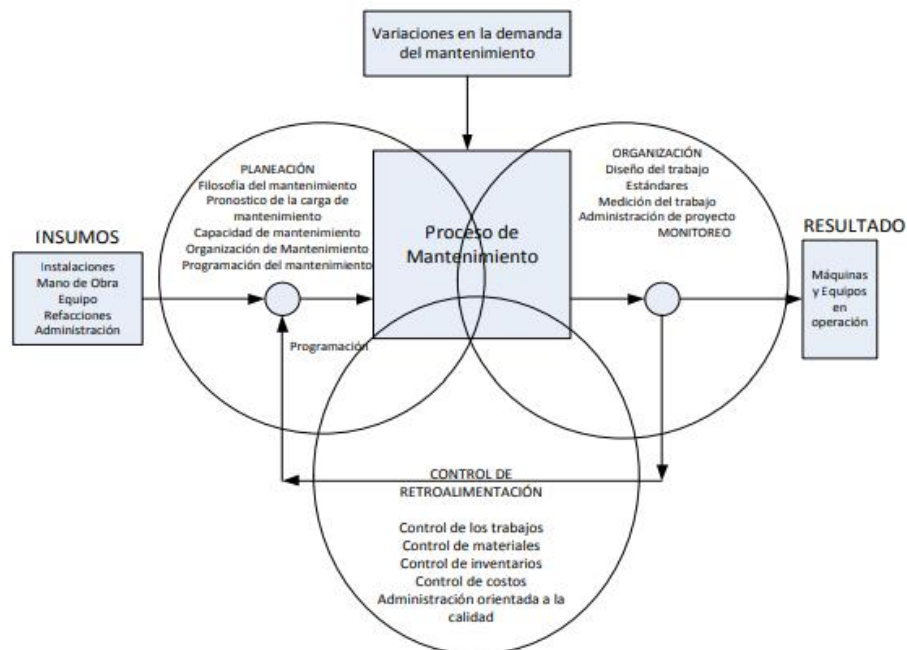 Variaciones en la demanda
del mantenimiento
PLANEACIÓN
Filosofía del mantenimiento
Pronostico de la carga de
mantenimiento
Capacidad de mantenimiento
Organización de Mantenimiento
Programación del mantenimiento
Proceso de
Mantenimiento
ORGANIZACIÓN
Diseño del trabajo
Estándares
Medición del trabajo
Administración de proyecto
MONITOREO
INSUMOS
Instalaciones
Mano de Obra
Equipo
Refacciones
Administración
RESULTADO
Máquinas
y Equipos
en
operación
Programación
CONTROL DE
RETROALIMENTACIÓN
Control de los trabajos
Control de materiales
Control de inventarios
Control de costos
Administración orientada a la
calidad